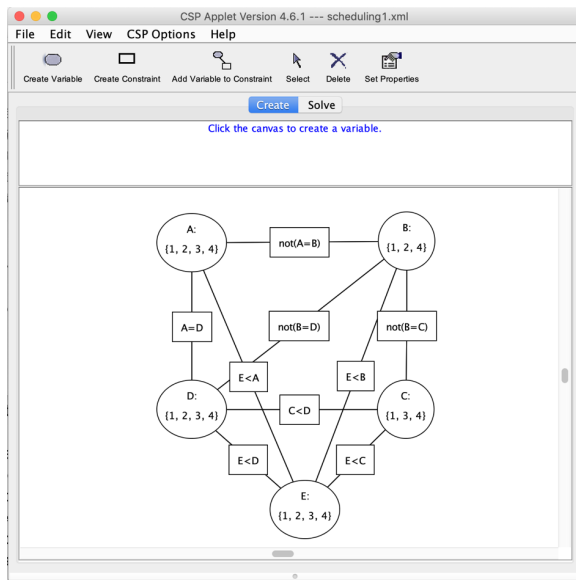 CSP Applet Version 4.6.1 --- scheduling1.xml
File Edit View CSP Options Help
Create Variable Create Constraint Add Variable to Constraint Select Delete Set Properties
Create Solve
Click the canvas to create a variable.
A:
{1, 2, 3, 4}
not(A=B)
B:
{1, 2, 4}
A=D
not(B=D)
not(B=C)
E<A
E<B
D:
{1, 2, 3, 4}
C<D
C:
{1, 3, 4}
E<D
E<C
E:
{1, 2, 3, 4}